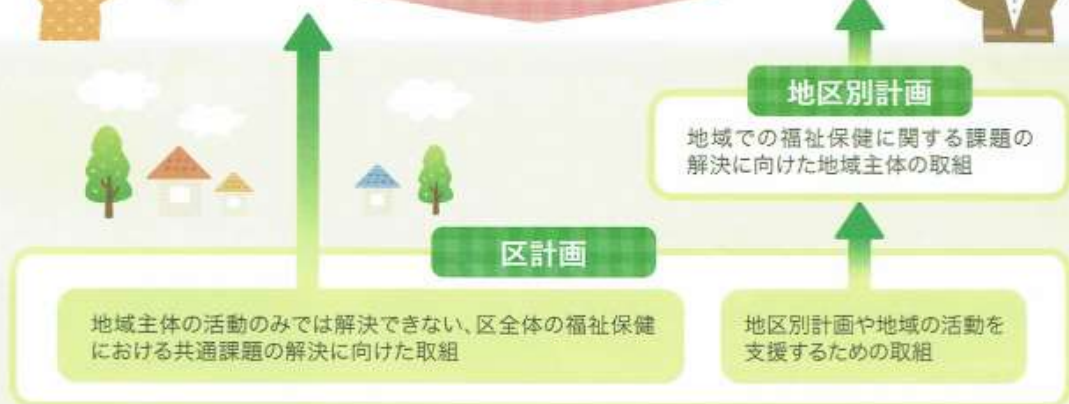 地区別計画
地域での福祉保健に関する課題の
解決に向けた地域主体の取組
区計画
地域主体の活動のみでは解決できない、区全体の福祉保健
における共通課題の解決に向けた取組
地区別計画や地域の活動を
支援するための取組